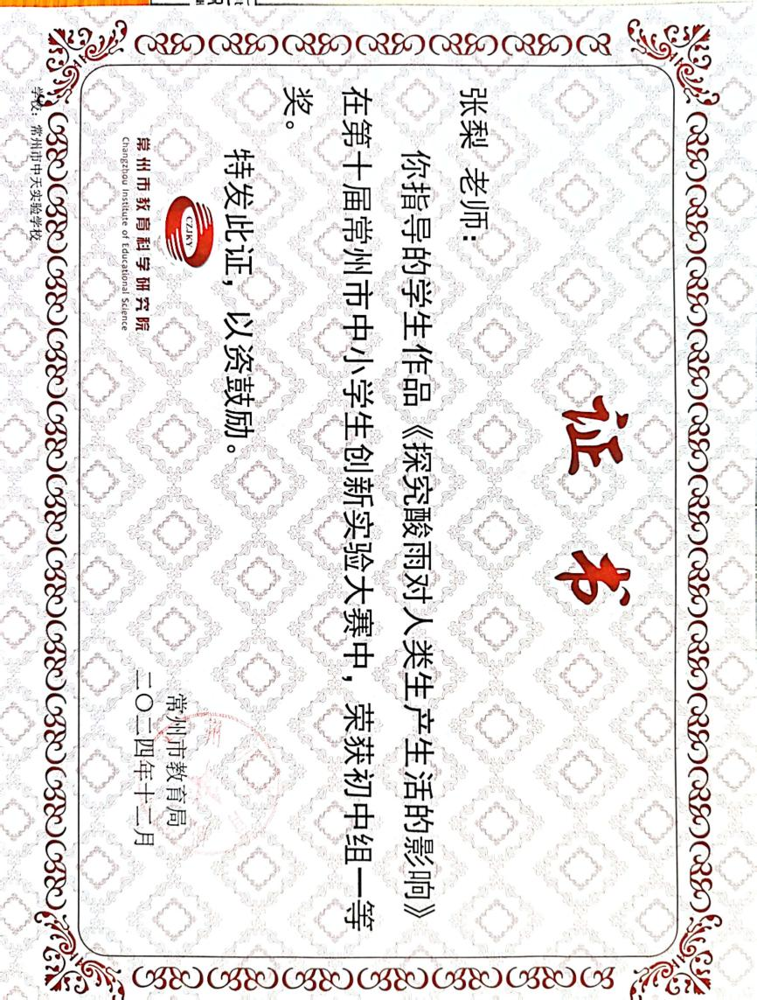 证书
张梨 老师：
你指导的学生作品《探究酸雨对人类生产生活的影响》
在第十届常州市中小学生创新实验大赛中，荣获初中组一等
奖。
特发此证，以资鼓励。
CZJKY
常州市教育科学研究院
Changzhou Institute of Educational Science
常州市教育局
二〇二四年十二月
学校：常州市中天实验学校